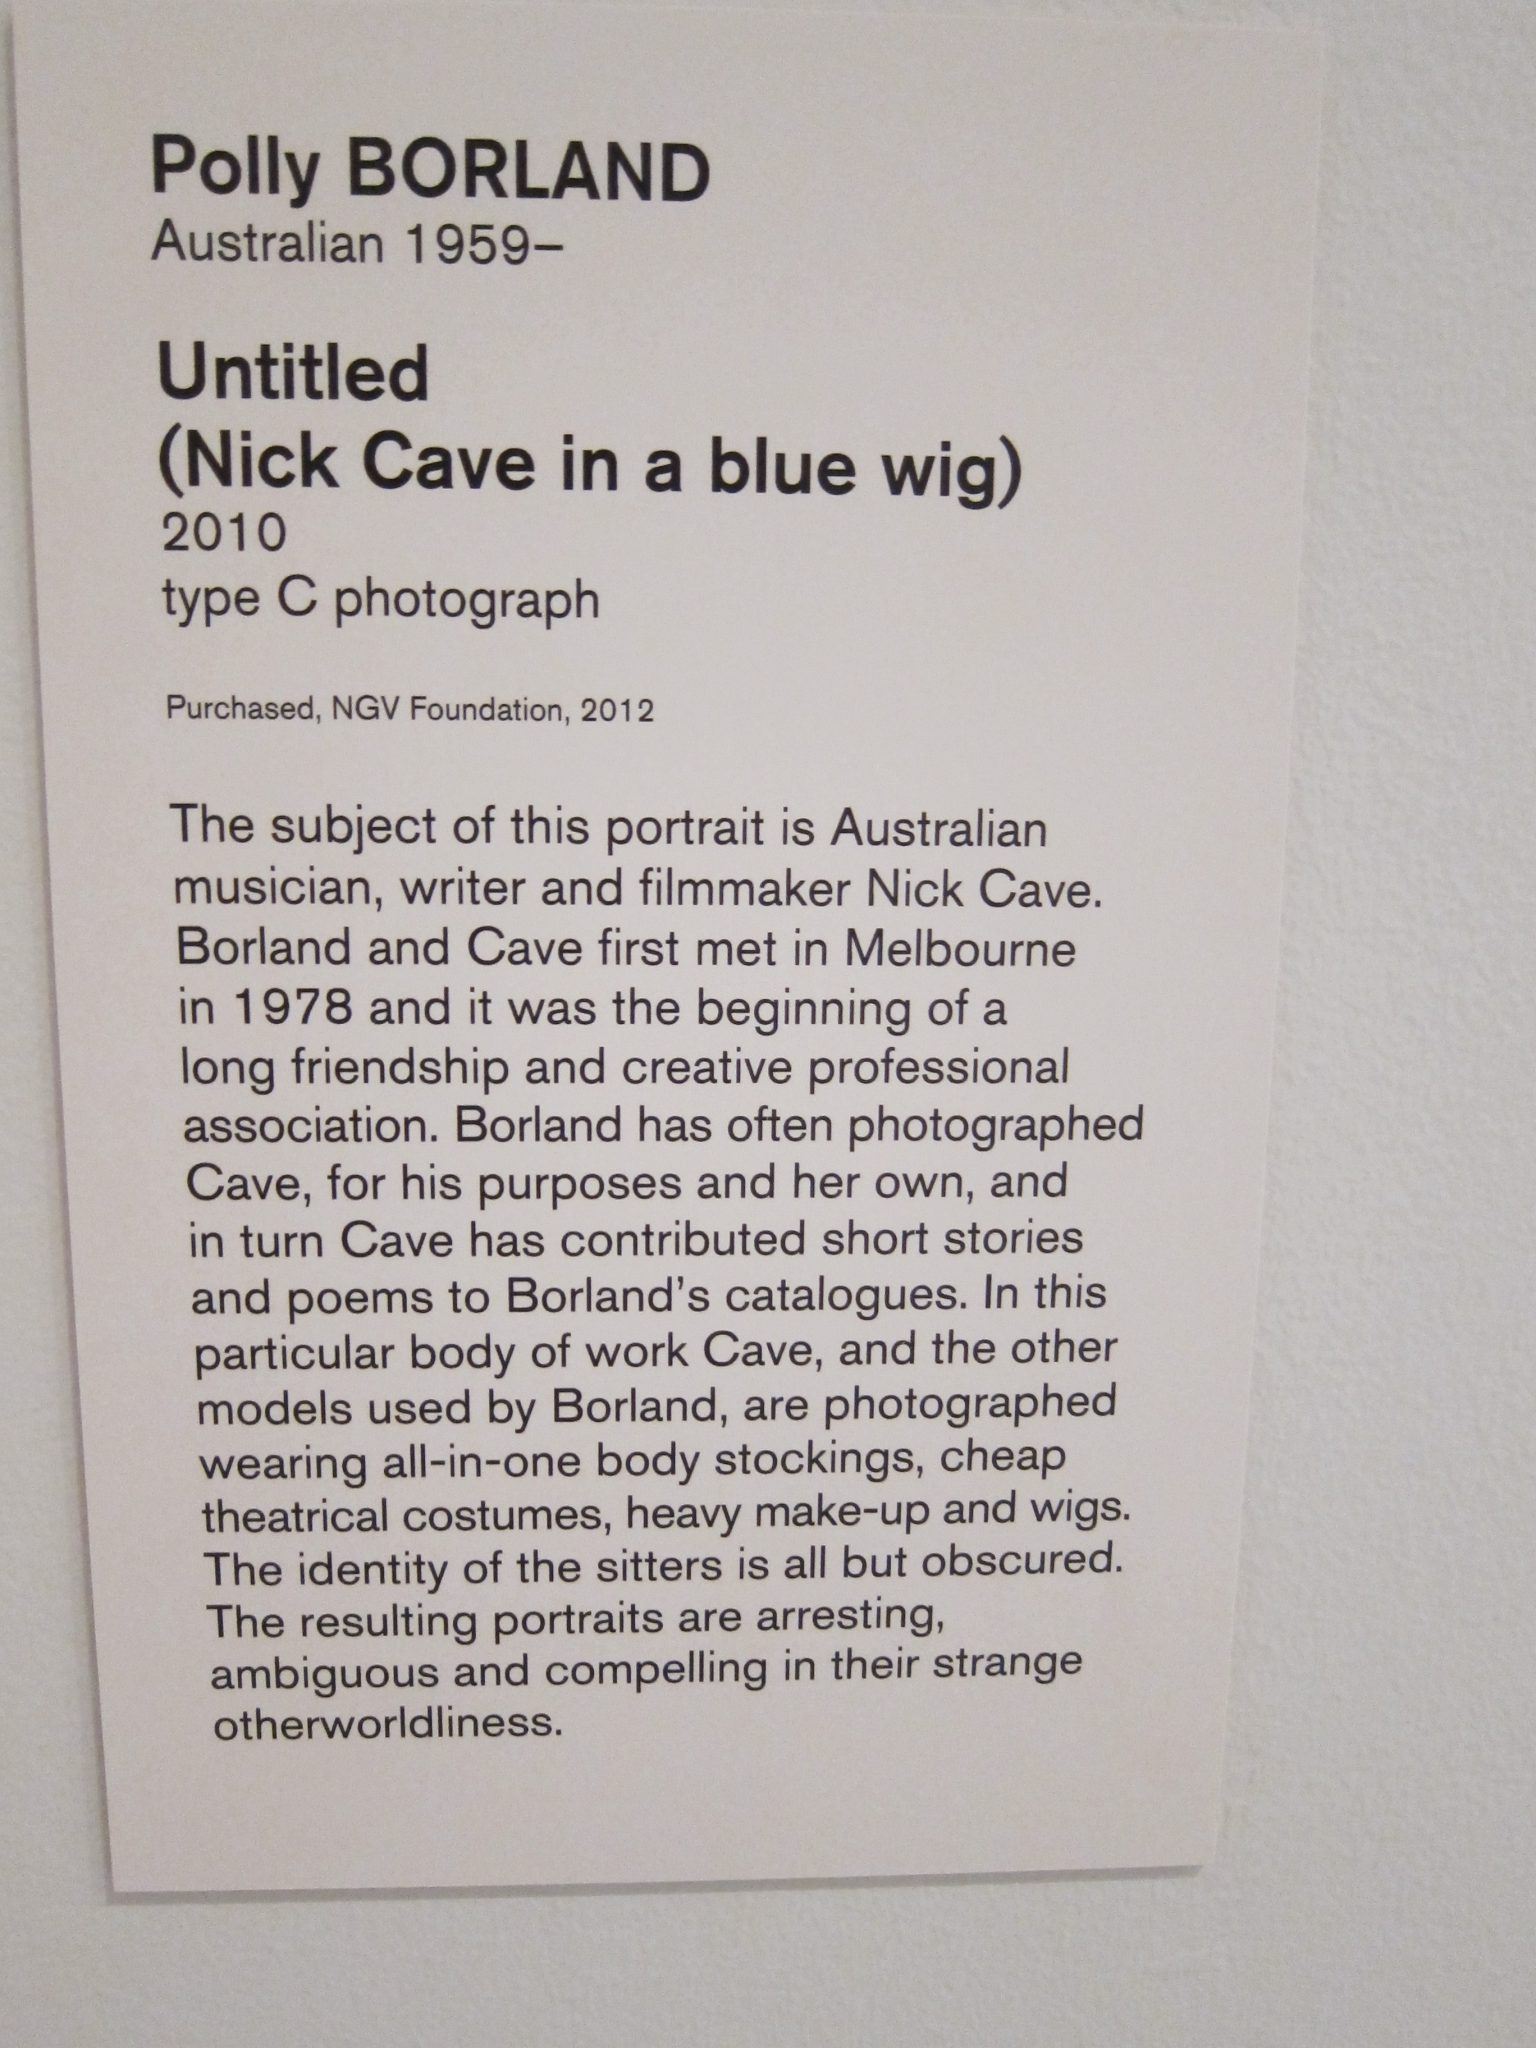 Polly BORLAND
Australian 1959–
Untitled
(Nick Cave in a blue wig)
2010
type C photograph
Purchased, NGV Foundation, 2012
The subject of this portrait is Australian
musician, writer and filmmaker Nick Cave.
Borland and Cave first met in Melbourne
in 1978 and it was the beginning of a
long friendship and creative professional
association. Borland has often photographed
Cave, for his purposes and her own, and
in turn Cave has contributed short stories
and poems to Borland's catalogues. In this
particular body of work Cave, and the other
models used by Borland, are photographed
wearing all-in-one body stockings, cheap
theatrical costumes, heavy make-up and wigs.
The identity of the sitters is all but obscured.
The resulting portraits are arresting,
ambiguous and compelling in their strange
otherworldliness.